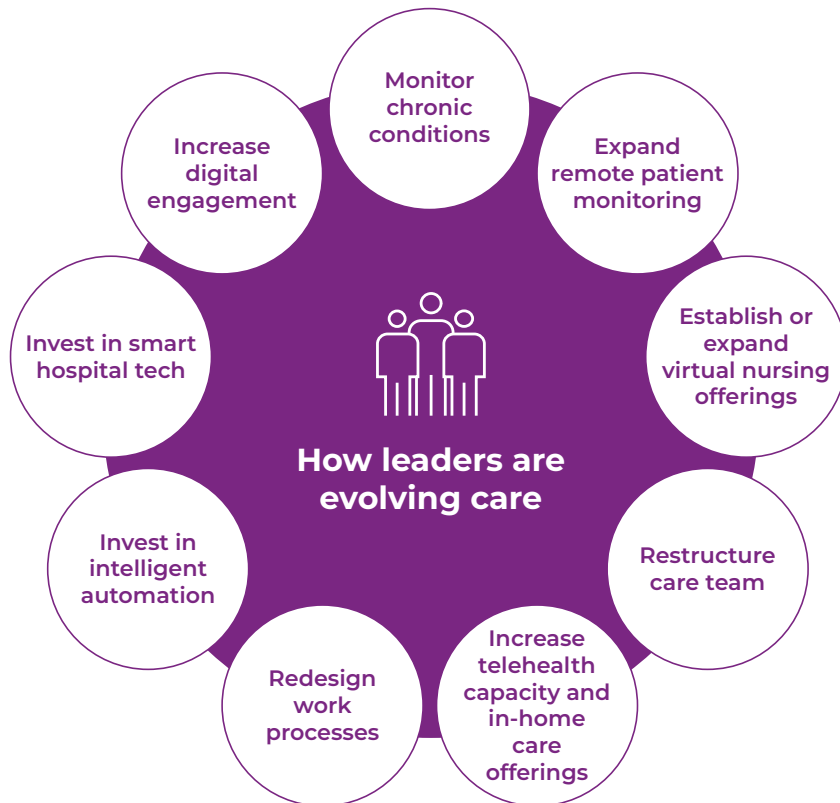 Monitor
chronic
conditions
Expand
remote patient
monitoring
Establish or
expand
virtual nursing
offerings
Restructure
care team
Increase
telehealth
capacity and
in-home
care
offerings
Redesign
work
processes
Invest in
intelligent
automation
Invest in smart
hospital tech
Increase
digital
engagement
How leaders are
evolving care